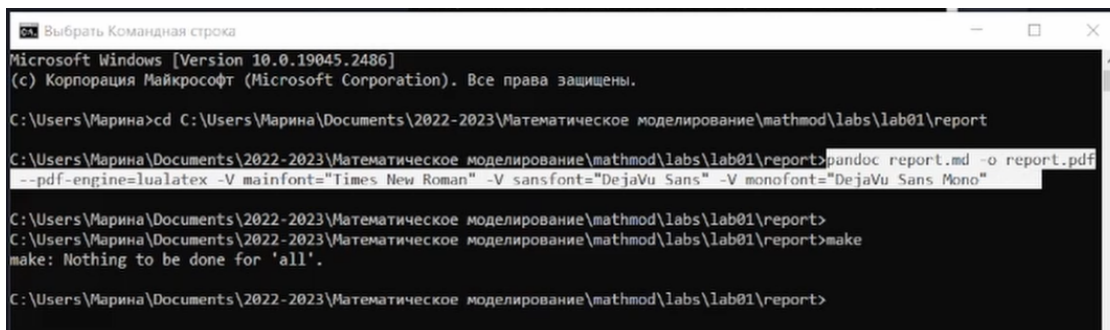 Выбрать Командная строка
Microsoft Windows [Version 10.0.19045.2486]
(c) Корпорация Майкрософт (Microsoft Corporation). Все права защищены.
C:\Users\Марина>cd C:\Users\Марина\Documents\2022-2023\Математическое моделирование\mathmod\labs\lab01\report
C:\Users\Марина\Documents\2022-2023\Математическое моделирование\mathmod\labs\lab01\report>pandoc report.md -o report.pdf
--pdf-engine=lualatex -V mainfont="Times New Roman" -V sansfont="DejaVu Sans" -V monofont="DejaVu Sans Mono"
C:\Users\Марина\Documents\2022-2023\Математическое моделирование\mathmod\labs\lab01\report>
C:\Users\Марина\Documents\2022-2023\Математическое моделирование\mathmod\labs\lab01\report>make
make: Nothing to be done for 'all'.
C:\Users\Марина\Documents\2022-2023\Математическое моделирование\mathmod\labs\lab01\report>